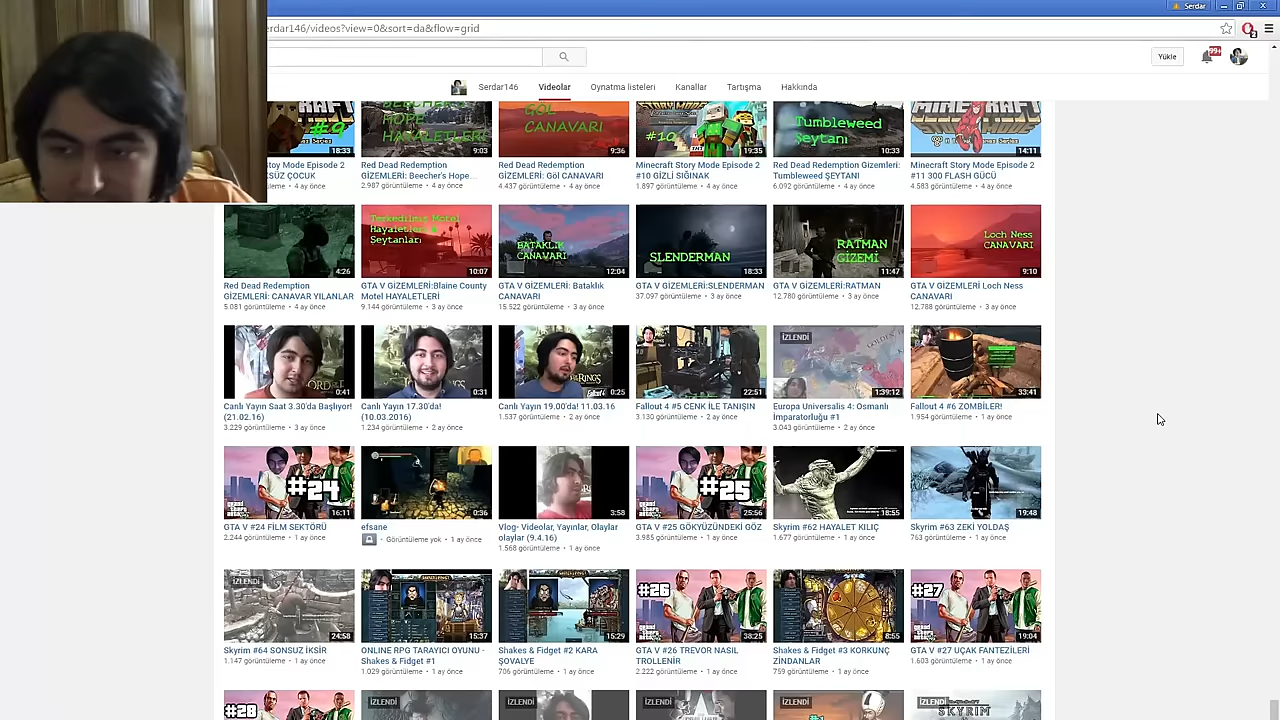 Serdar
erdar146/videos?view=0&sort=da&flow=grid
Yükle
99+
Serdar146 Videolar Oynatma listeleri Kanallar Tartışma Hakkında
#9
18:33
BEECHER'S
HOPE
HAYALETLERİ
9:03
GÖL
CANAVARI
9:36
STORY MODE
#10
19:35
Tumbleweed
Şeytanı
10:33
MINECRAFT
14:11
toy Mode Episode 2
SÜZ ÇOCUK
• 4 ay önce
Red Dead Redemption
GİZEMLERİ: Beecher's Hope...
2.987 görüntüleme • 4 ay önce
Red Dead Redemption
GİZEMLERİ: Göl CANAVARI
4.437 görüntüleme • 4 ay önce
Minecraft Story Mode Episode 2
#10 GİZLİ SIĞINAK
1.897 görüntüleme • 4 ay önce
Red Dead Redemption Gizemleri:
Tumbleweed ŞEYTANI
6.092 görüntüleme • 4 ay önce
Minecraft Story Mode Episode 2
#11 300 FLASH GÜCÜ
4.583 görüntüleme • 4 ay önce
4:26
Terkedilmiş Motel
Hayaletleri &
Şeytanları
10:07
BATAKLIK
CANAVARI
12:04
SLENDERMAN
18:33
RATMAN
GİZEMİ
11:47
Loch Ness
CANAVARI
9:10
Red Dead Redemption
GİZEMLERİ: CANAVAR YILANLAR
5.081 görüntüleme • 4 ay önce
GTA V GİZEMLERİ:Blaine County
Motel HAYALETLERİ
9.144 görüntüleme • 3 ay önce
GTA V GİZEMLERİ: Bataklık
CANAVARI
15.522 görüntüleme • 3 ay önce
GTA V GİZEMLERİ:SLENDERMAN
37.097 görüntüleme • 3 ay önce
GTA V GİZEMLERİ:RATMAN
12.780 görüntüleme • 3 ay önce
GTA V GİZEMLERİ Loch Ness
CANAVARI
12.788 görüntüleme • 3 ay önce
0:41
0:31
0:25
22:51
İZLENDİ
1:39:12
33:41
Canlı Yayın Saat 3.30'da Başlıyor!
(21.02.16)
3.229 görüntüleme • 3 ay önce
Canlı Yayın 17.30'da!
(10.03.2016)
1.234 görüntüleme • 2 ay önce
Canlı Yayın 19.00'da! 11.03.16
1.537 görüntüleme • 2 ay önce
Fallout 4 #5 CENK İLE TANIŞIN
3.130 görüntüleme • 2 ay önce
Europa Universalis 4: Osmanlı
İmparatorluğu #1
3.043 görüntüleme • 2 ay önce
Fallout 4 #6 ZOMBİLER!
1.954 görüntüleme • 1 ay önce
#24
16:11
0:36
3:58
#25
25:56
18:55
19:48
GTA V #24 FİLM SEKTÖRÜ
2.244 görüntüleme • 1 ay önce
efsane
• Görüntüleme yok • 1 ay önce
Vlog- Videolar, Yayınlar, Olaylar
olaylar (9.4.16)
1.568 görüntüleme • 1 ay önce
GTA V #25 GÖKYÜZÜNDEKİ GÖZ
3.985 görüntüleme • 1 ay önce
Skyrim #62 HAYALET KILIÇ
1.677 görüntüleme • 1 ay önce
Skyrim #63 ZEKİ YOLDAŞ
763 görüntüleme • 1 ay önce
İZLENDİ
24:58
15:37
15:29
#26
38:25
8:55
#27
19:04
Skyrim #64 SONSUZ İKSİR
1.147 görüntüleme • 1 ay önce
ONLINE RPG TARAYICI OYUNU -
Shakes & Fidget #1
1.029 görüntüleme • 1 ay önce
Shakes & Fidget #2 KARA
ŞOVALYE
706 görüntüleme • 1 ay önce
GTA V #26 TREVOR NASIL
TROLLENİR
2.222 görüntüleme • 1 ay önce
Shakes & Fidget #3 KORKUNÇ
ZİNDANLAR
759 görüntüleme • 1 ay önce
GTA V #27 UÇAK FANTEZİLERİ
1.603 görüntüleme • 1 ay önce
#28
İZLENDİ
İZLENDİ
İZLENDİ
İZLENDİ
#1
İZLENDİ
SKYRIM